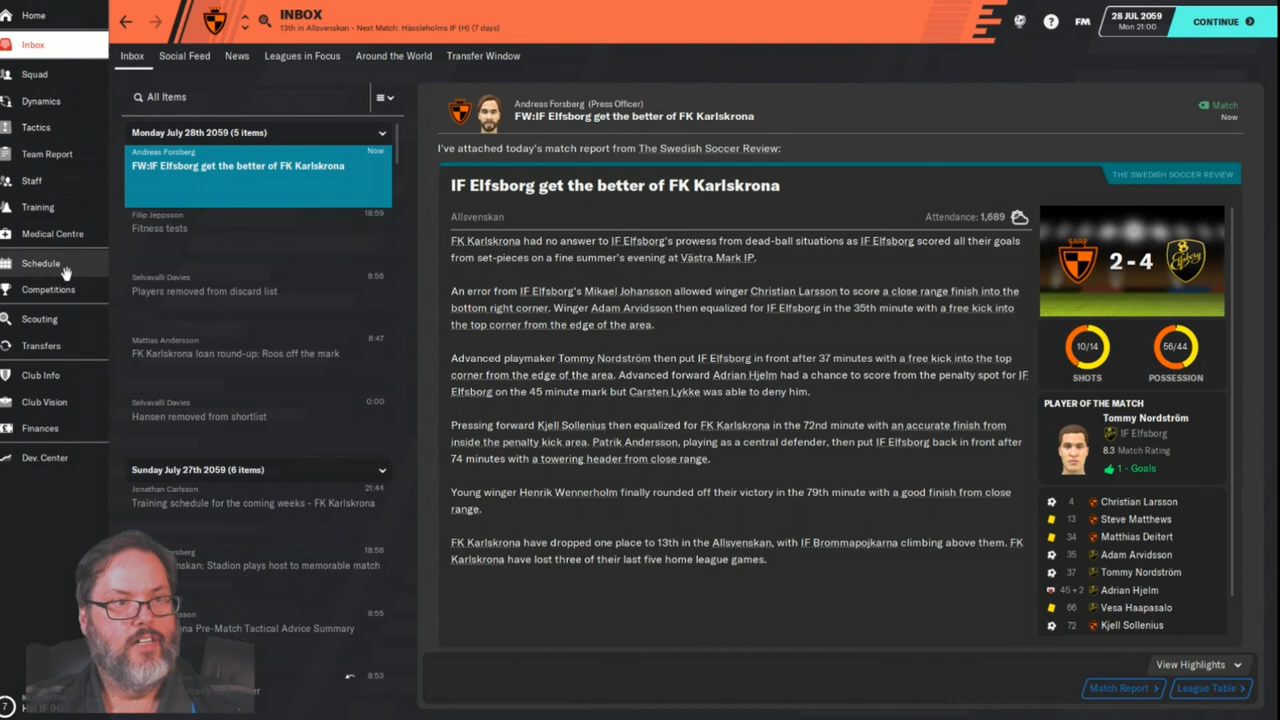 Home
Inbox
Squad
Dynamics
Tactics
Team Report
Staff
Training
Medical Centre
Schedule
Competitions
Scouting
Transfers
Club Info
Club Vision
Finances
Dev. Center
INBOX
13th in Allsvenskan - Next Match: Hässleholms IF (H) (7 days)
FM
28 JUL 2059
Mon 21:00
CONTINUE
Inbox
Social Feed
News
Leagues in Focus
Around the World
Transfer Window
All Items
Monday July 28th 2059 (5 items)
Andreas Forsberg
Now
FW:IF Elfsborg get the better of FK Karlskrona
Filip Jeppsson
18:59
Fitness tests
Selvavalli Davies
8:56
Players removed from discard list
Mattias Andersson
8:47
FK Karlskrona loan round-up: Roos off the mark
Selvavalli Davies
0:00
Hansen removed from shortlist
Sunday July 27th 2059 (6 items)
Jonathan Carlsson
21:44
Training schedule for the coming weeks - FK Karlskrona
18:56
Stadium plays host to memorable match
8:55
Pre-Match Tactical Advice Summary
8:53
7
Andreas Forsberg (Press Officer)
FW:IF Elfsborg get the better of FK Karlskrona
Match
Now
I've attached today's match report from The Swedish Soccer Review:
THE SWEDISH SOCCER REVIEW
IF Elfsborg get the better of FK Karlskrona
Allsvenskan
Attendance: 1,689
FK Karlskrona had no answer to IF Elfsborg's prowess from dead-ball situations as IF Elfsborg scored all their goals
from set-pieces on a fine summer's evening at Västra Mark IP.
An error from IF Elfsborg's Mikael Johansson allowed winger Christian Larsson to score a close range finish into the
bottom right corner. Winger Adam Arvidsson then equalized for IF Elfsborg in the 35th minute with a free kick into
the top corner from the edge of the area.
Advanced playmaker Tommy Nordström then put IF Elfsborg in front after 37 minutes with a free kick into the top
corner from the edge of the area. Advanced forward Adrian Hjelm had a chance to score from the penalty spot for IF
Elfsborg on the 45 minute mark but Carsten Lykke was able to deny him.
Pressing forward Kjell Sollenius then equalized for FK Karlskrona in the 72nd minute with an accurate finish from
inside the penalty kick area. Patrik Andersson, playing as a central defender, then put IF Elfsborg back in front after
74 minutes with a towering header from close range.
Young winger Henrik Wennerholm finally rounded off their victory in the 79th minute with a good finish from close
range.
FK Karlskrona have dropped one place to 13th in the Allsvenskan, with IF Brommapojkarna climbing above them. FK
Karlskrona have lost three of their last five home league games.
2 - 4
10/14
SHOTS
56/44
POSSESSION
PLAYER OF THE MATCH
Tommy Nordström
IF Elfsborg
8.3 Match Rating
1 - Goals
4 Christian Larsson
13 Steve Matthews
34 Matthias Deitert
35 Adam Arvidsson
37 Tommy Nordström
45 + 2 Adrian Hjelm
66 Vesa Haapasalo
72 Kjell Sollenius
View Highlights
Match Report
League Table